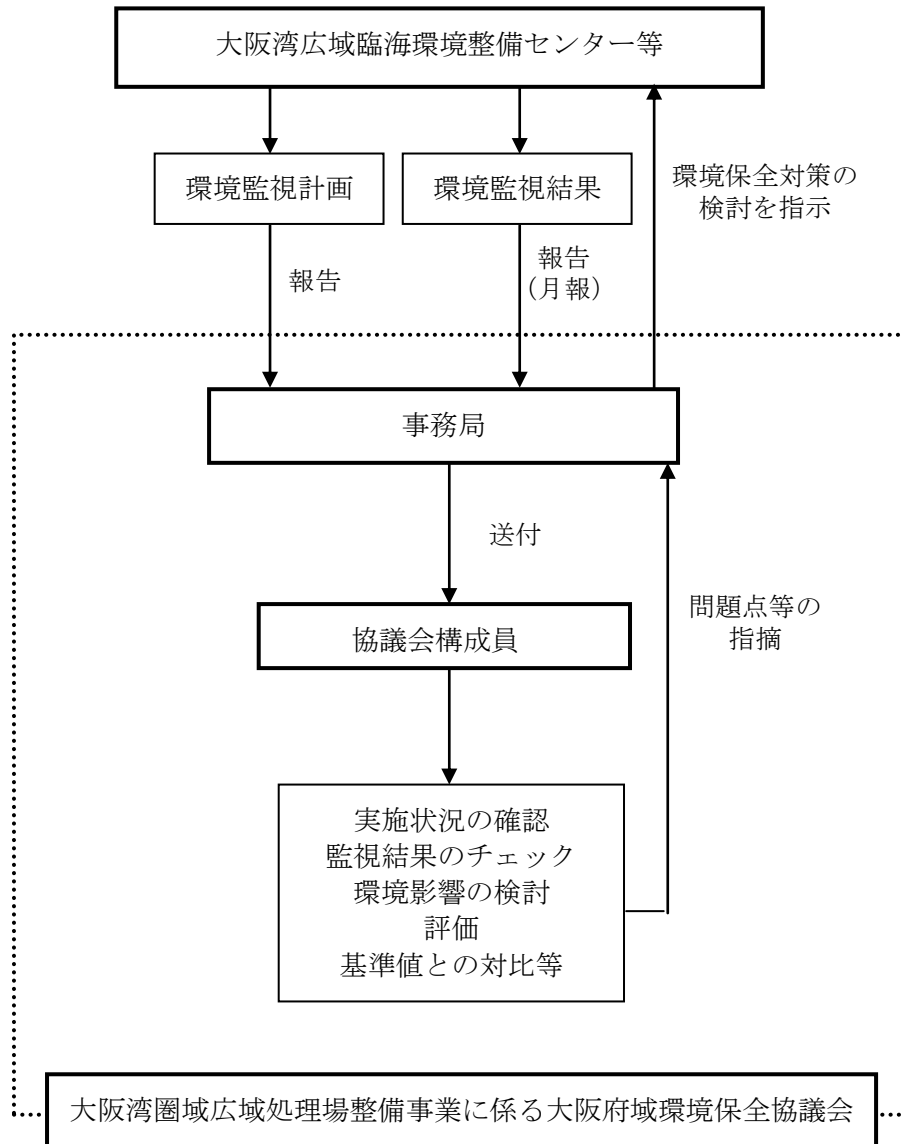 大阪湾広域臨海環境整備センター等
環境監視計画
環境監視結果
環境保全対策の
検討を指示
報告
報告
（月報）
事務局
送付
協議会構成員
問題点等の
指摘
実施状況の確認
監視結果のチェック
環境影響の検討
評価
基準値との対比等
大阪湾圏域広域処理場整備事業に係る大阪府域環境保全協議会